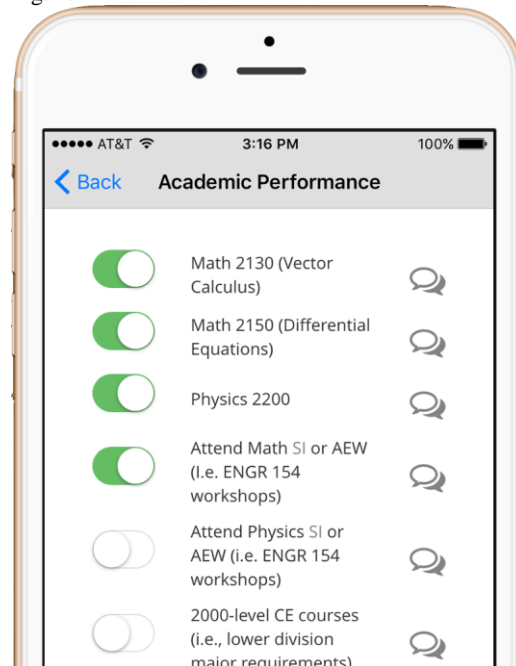 AT&T 3:16 PM 100%
Back Academic Performance
Math 2130 (Vector
Calculus)
Math 2150 (Differential
Equations)
Physics 2200
Attend Math SI or AEW
(I.e. ENGR 154
workshops)
Attend Physics SI or
AEW (i.e. ENGR 154
workshops)
2000-level CE courses
(i.e., lower division
major requirements)